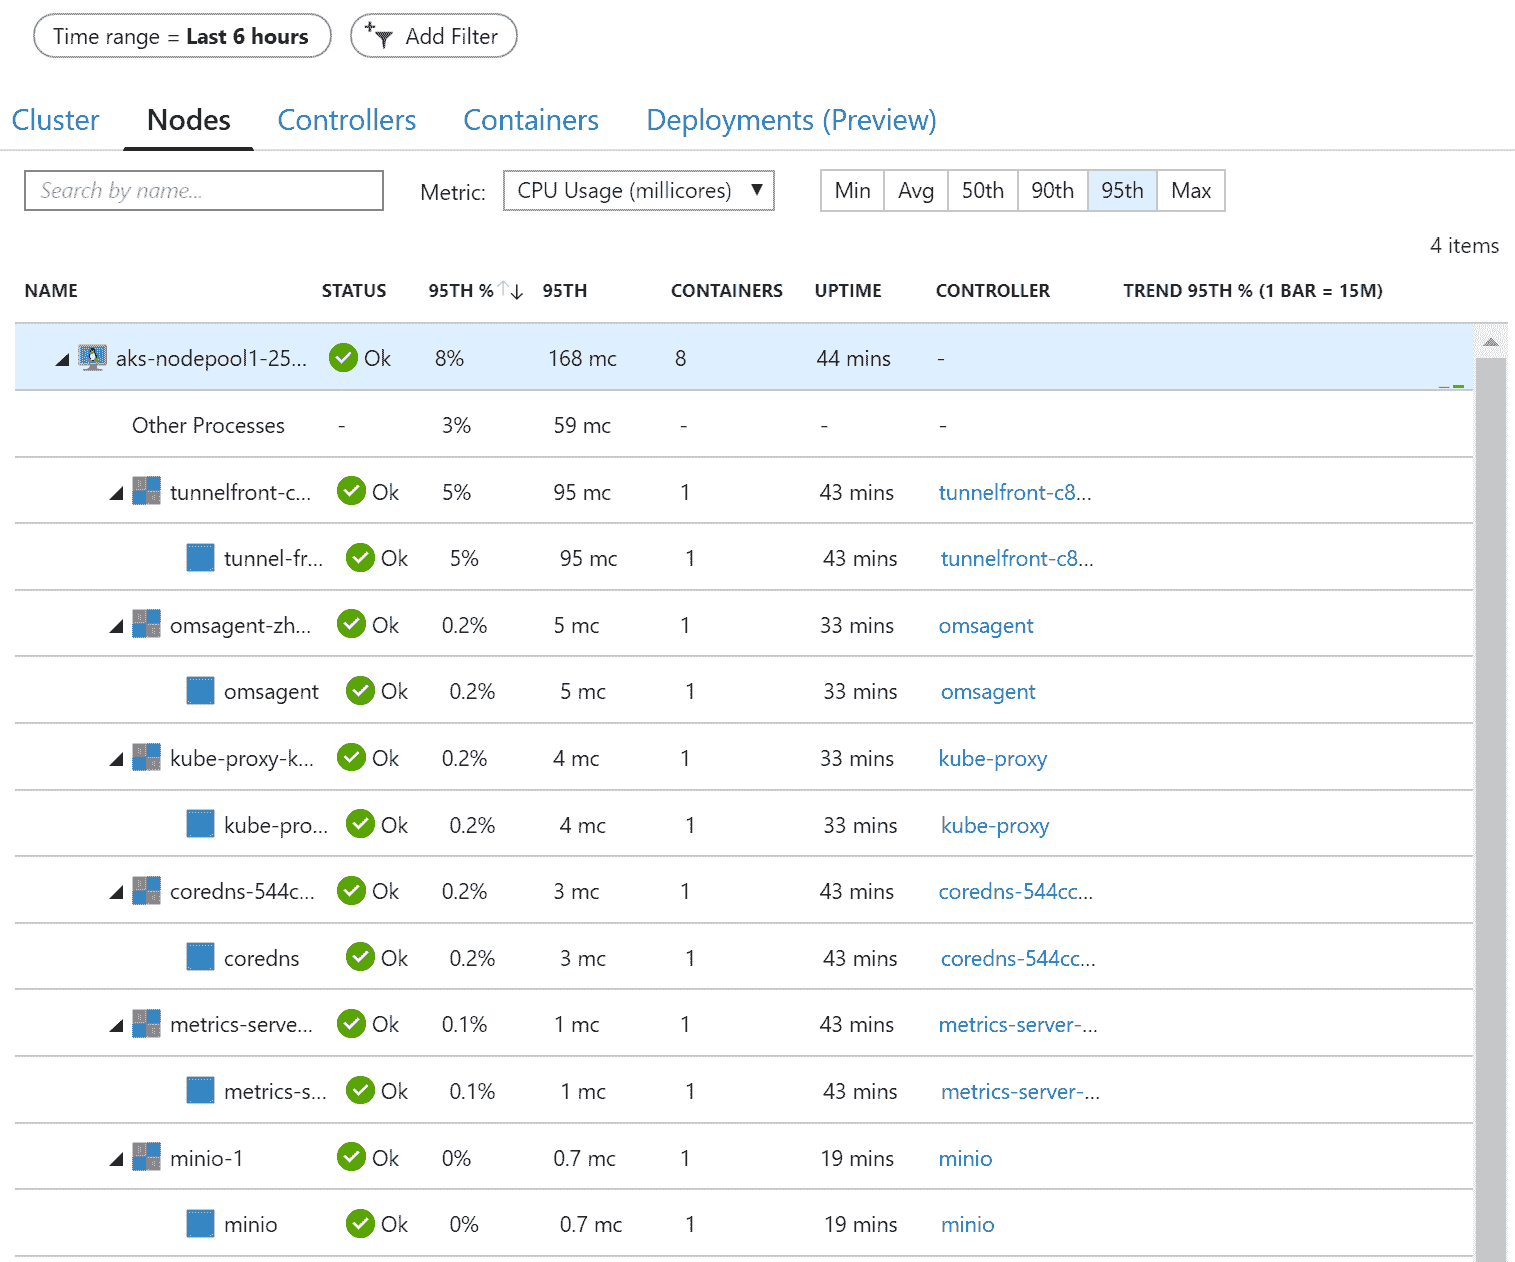 Time range = Last 6 hours Add Filter
Cluster Nodes Controllers Containers Deployments (Preview)
Search by name... Metric: CPU Usage (millicores) Min Avg 50th 90th 95th Max
4 items
NAME STATUS 95TH % 95TH CONTAINERS UPTIME CONTROLLER TREND 95TH % (1 BAR = 15M)
aks-nodepool1-25... Ok 8% 168 mc 8 44 mins -
Other Processes - 3% 59 mc - - -
tunnelfront-c... Ok 5% 95 mc 1 43 mins tunnelfront-c8...
tunnel-fr... Ok 5% 95 mc 1 43 mins tunnelfront-c8...
omsagent-zh... Ok 0.2% 5 mc 1 33 mins omsagent
omsagent Ok 0.2% 5 mc 1 33 mins omsagent
kube-proxy-k... Ok 0.2% 4 mc 1 33 mins kube-proxy
kube-pro... Ok 0.2% 4 mc 1 33 mins kube-proxy
coredns-544c... Ok 0.2% 3 mc 1 43 mins coredns-544cc...
coredns Ok 0.2% 3 mc 1 43 mins coredns-544cc...
metrics-serve... Ok 0.1% 1 mc 1 43 mins metrics-server-...
metrics-s... Ok 0.1% 1 mc 1 43 mins metrics-server-...
minio-1 Ok 0% 0.7 mc 1 19 mins minio
minio Ok 0% 0.7 mc 1 19 mins minio